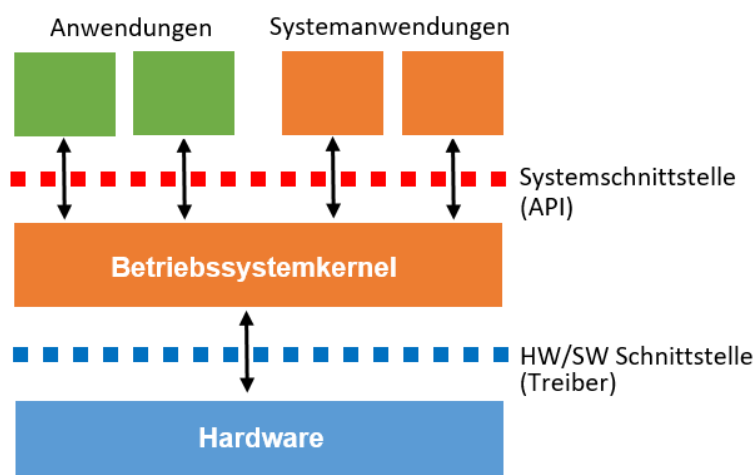 Anwendungen
Systemanwendungen
Systemschnittstelle
(API)
Betriebssystemkernel
HW/SW Schnittstelle
(Treiber)
Hardware